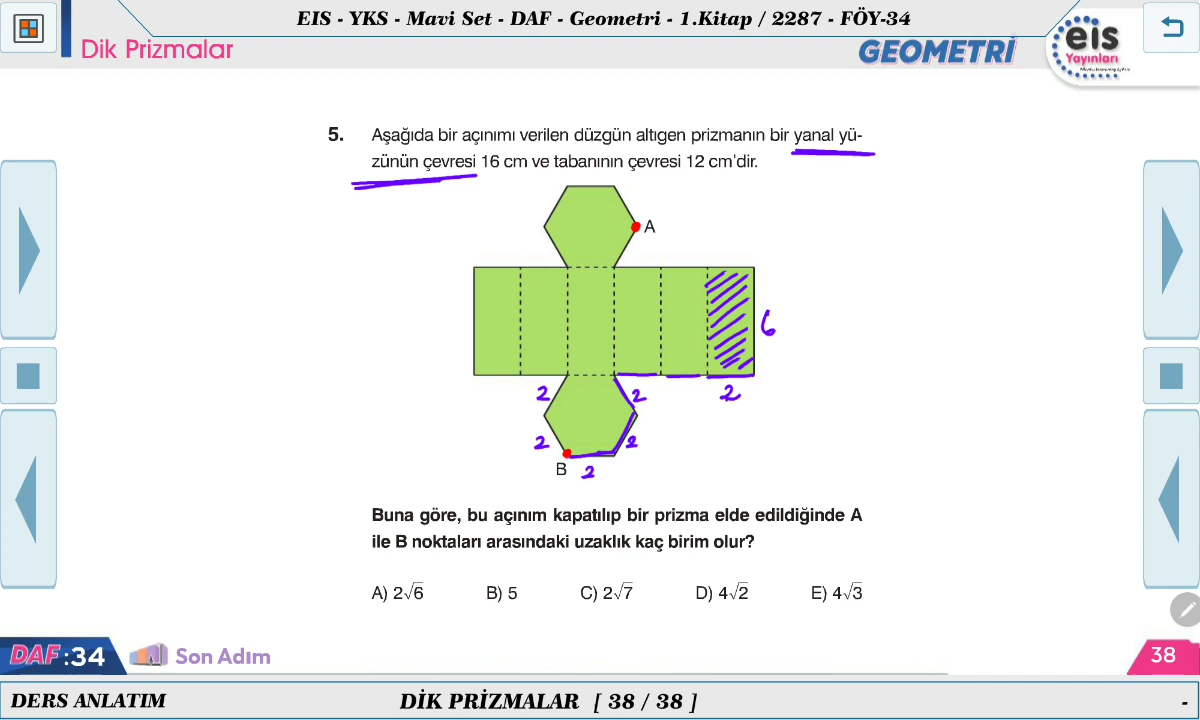 EIS - YKS - Mavi Set - DAF - Geometri - 1.Kitap / 2287 - FÖY-34
Dik Prizmalar
GEOMETRİ
eis
Yayınları
5. Aşağıda bir açınımı verilen düzgün altıgen prizmanın bir yanal yü-
zünün çevresi 16 cm ve tabanının çevresi 12 cm'dir.
A
6
2 2 2
2 2
B 2
Buna göre, bu açınım kapatılıp bir prizma elde edildiğinde A
ile B noktaları arasındaki uzaklık kaç birim olur?
A) 2√6 B) 5 C) 2√7 D) 4√2 E) 4√3
DAF:34 Son Adım 38
DERS ANLATIM DİK PRİZMALAR [ 38 / 38 ] -